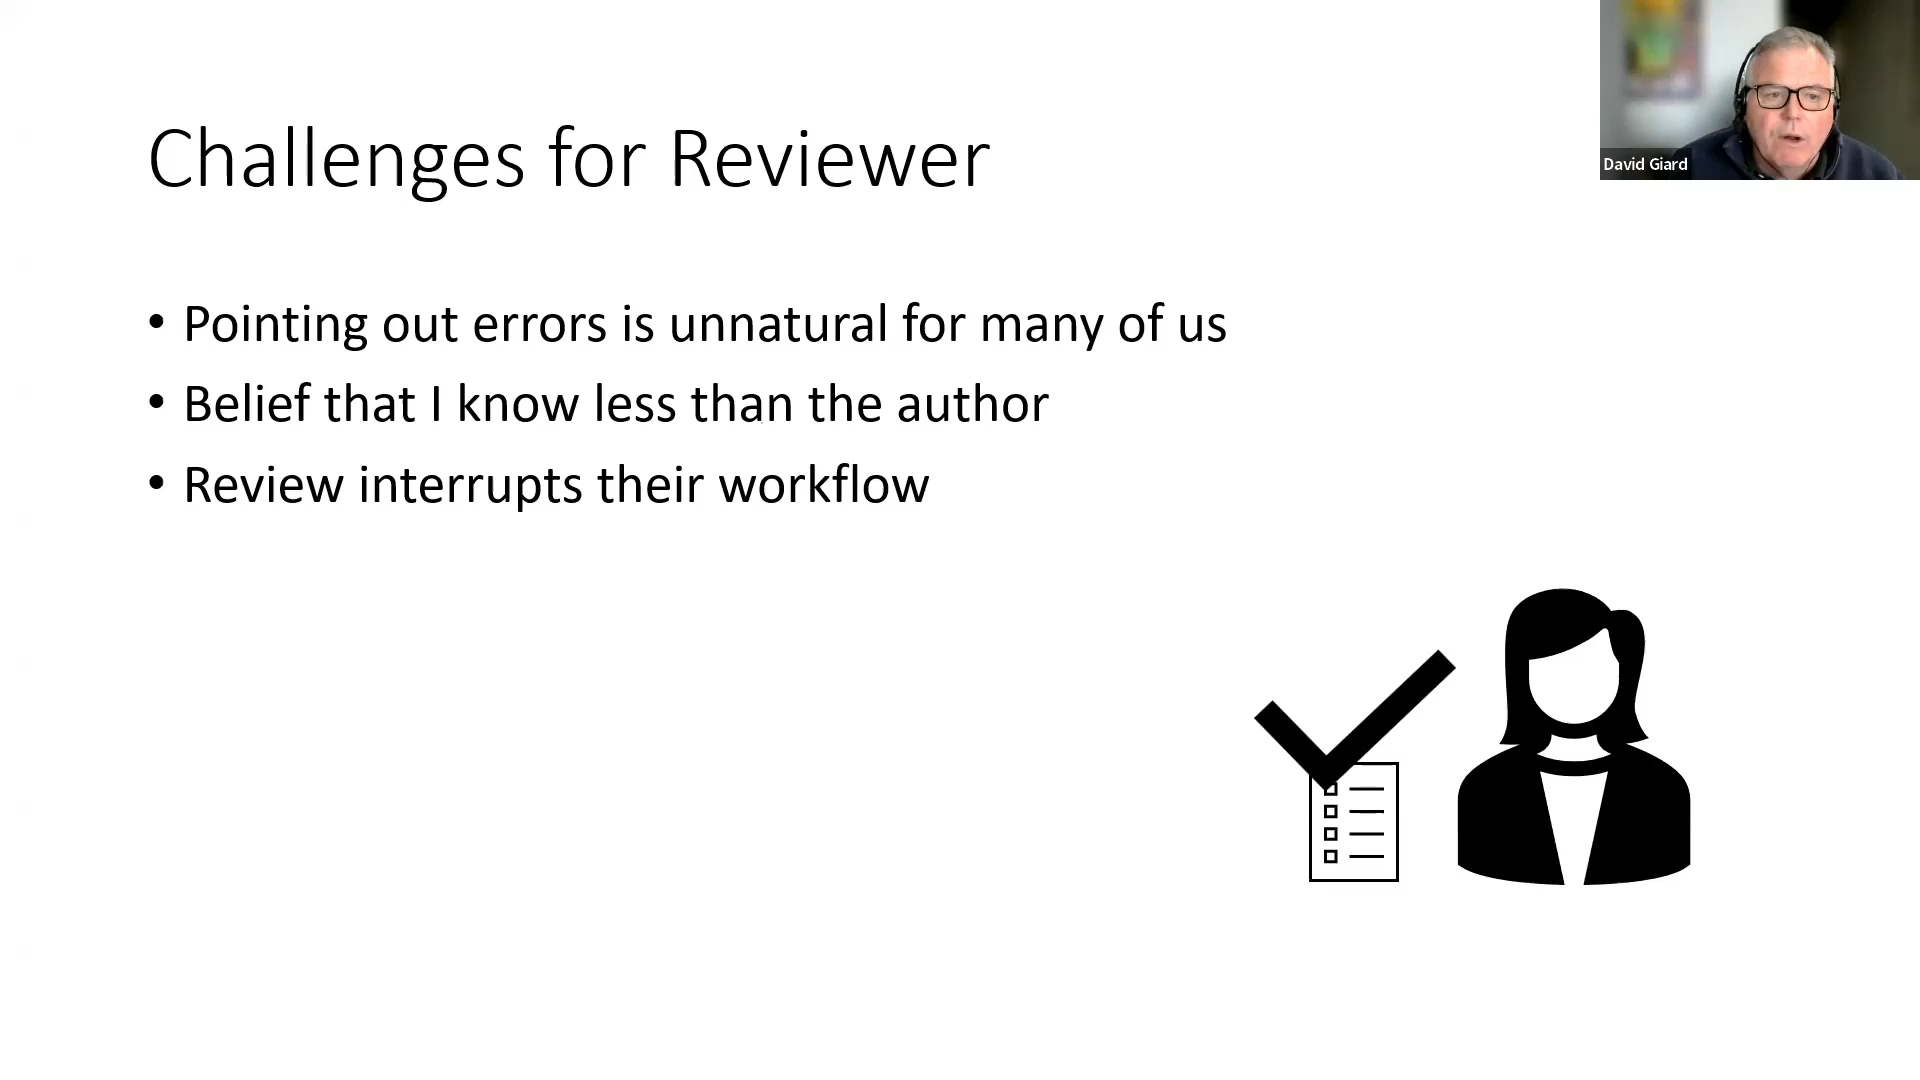 Challenges for Reviewer
• Pointing out errors is unnatural for many of us
• Belief that I know less than the author
• Review interrupts their workflow
David Giard